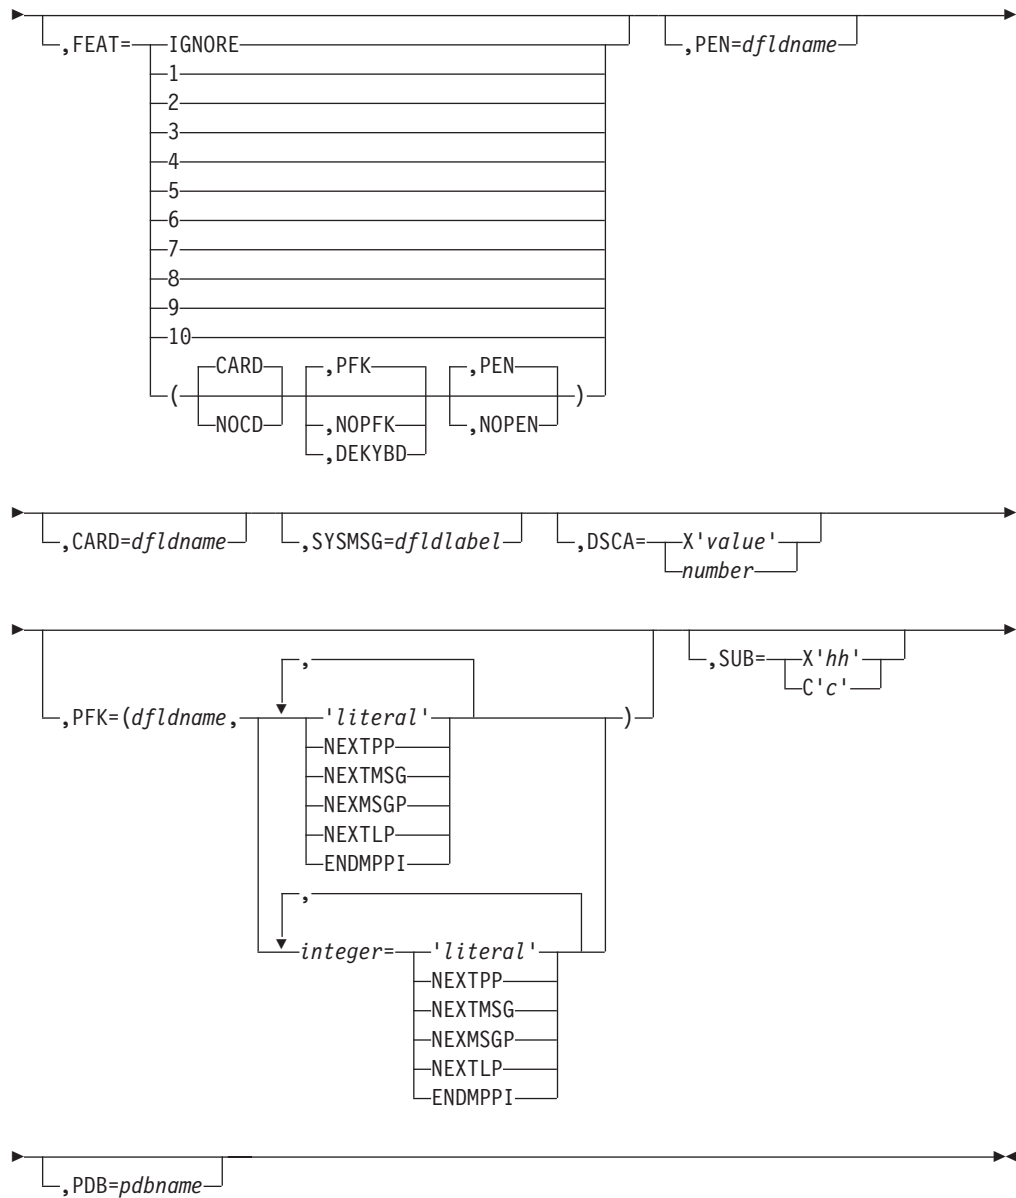 ,FEAT= IGNORE ,PEN=dfldname
1
2
3
4
5
6
7
8
9
10
CARD ,PFK ,PEN
( )
NOCD ,NOPFK ,NOPEN
,DEKYBD
,CARD=dfldname ,SYSMSG=dfldlabel ,DSCA= X'value'
number
,SUB= X'hh'
C'c'
,
,PFK=(dfldname, 'literal' )
NEXTPP
NEXTMSG
NEXMSGP
NEXTLP
ENDMPPI
,
integer= 'literal'
NEXTPP
NEXTMSG
NEXMSGP
NEXTLP
ENDMPPI
,PDB=pdbname